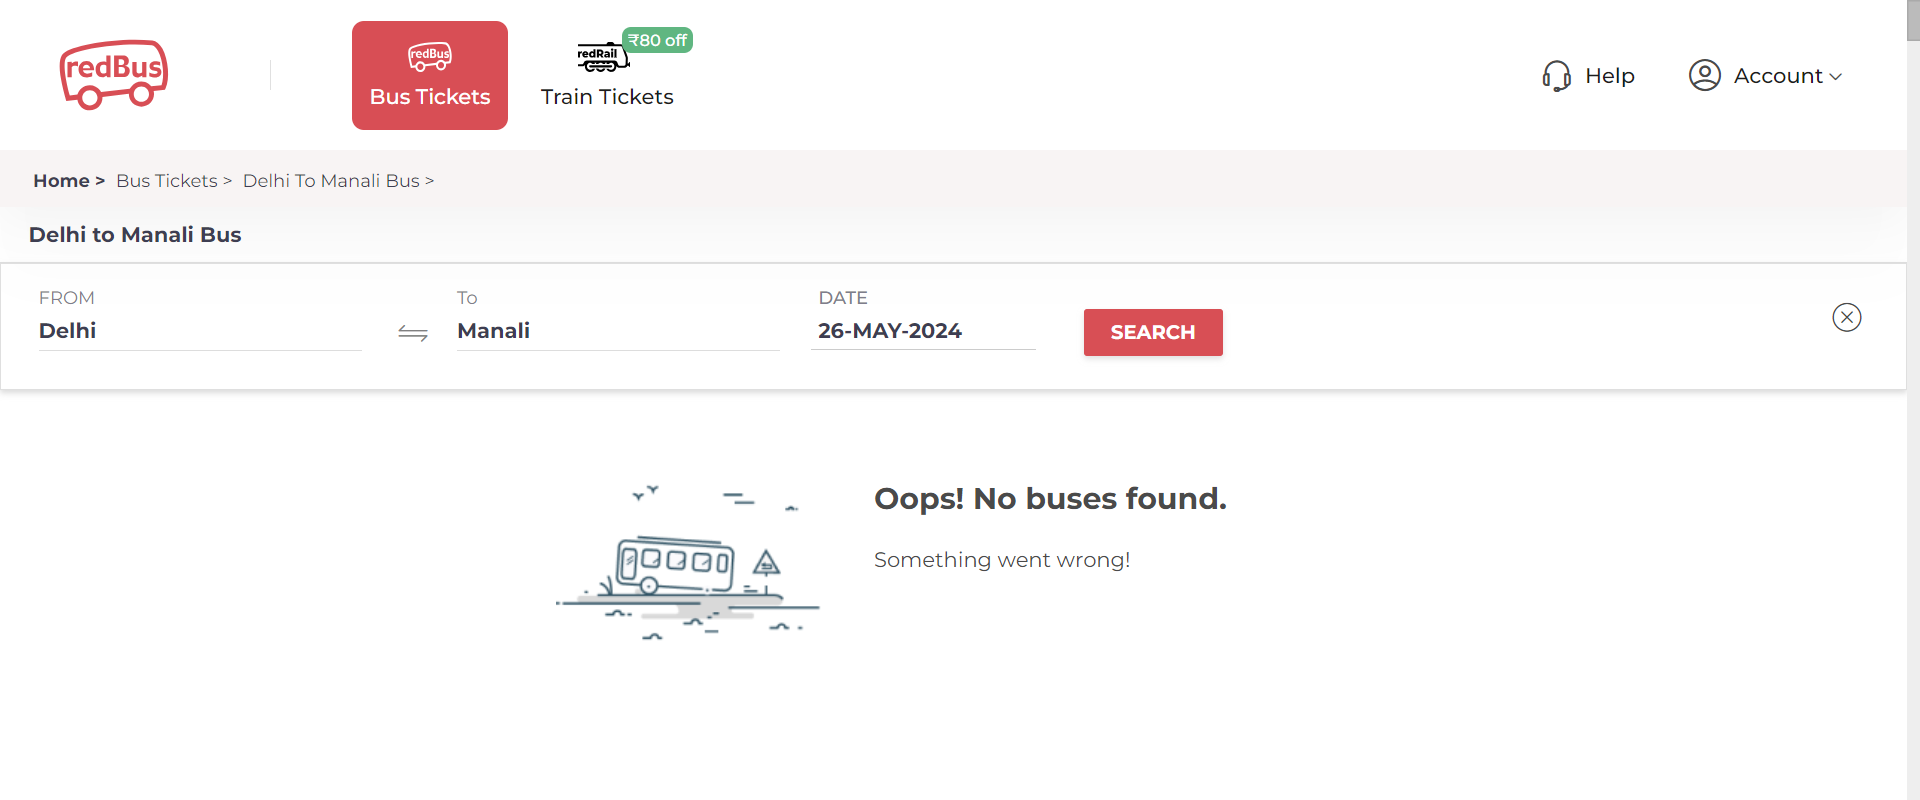 redBus
redBus
Bus Tickets
redRail
₹80 off
Train Tickets
Help
Account
Home > Bus Tickets > Delhi To Manali Bus >
Delhi to Manali Bus
FROM
Delhi
To
Manali
DATE
26-MAY-2024
SEARCH
Oops! No buses found.
Something went wrong!